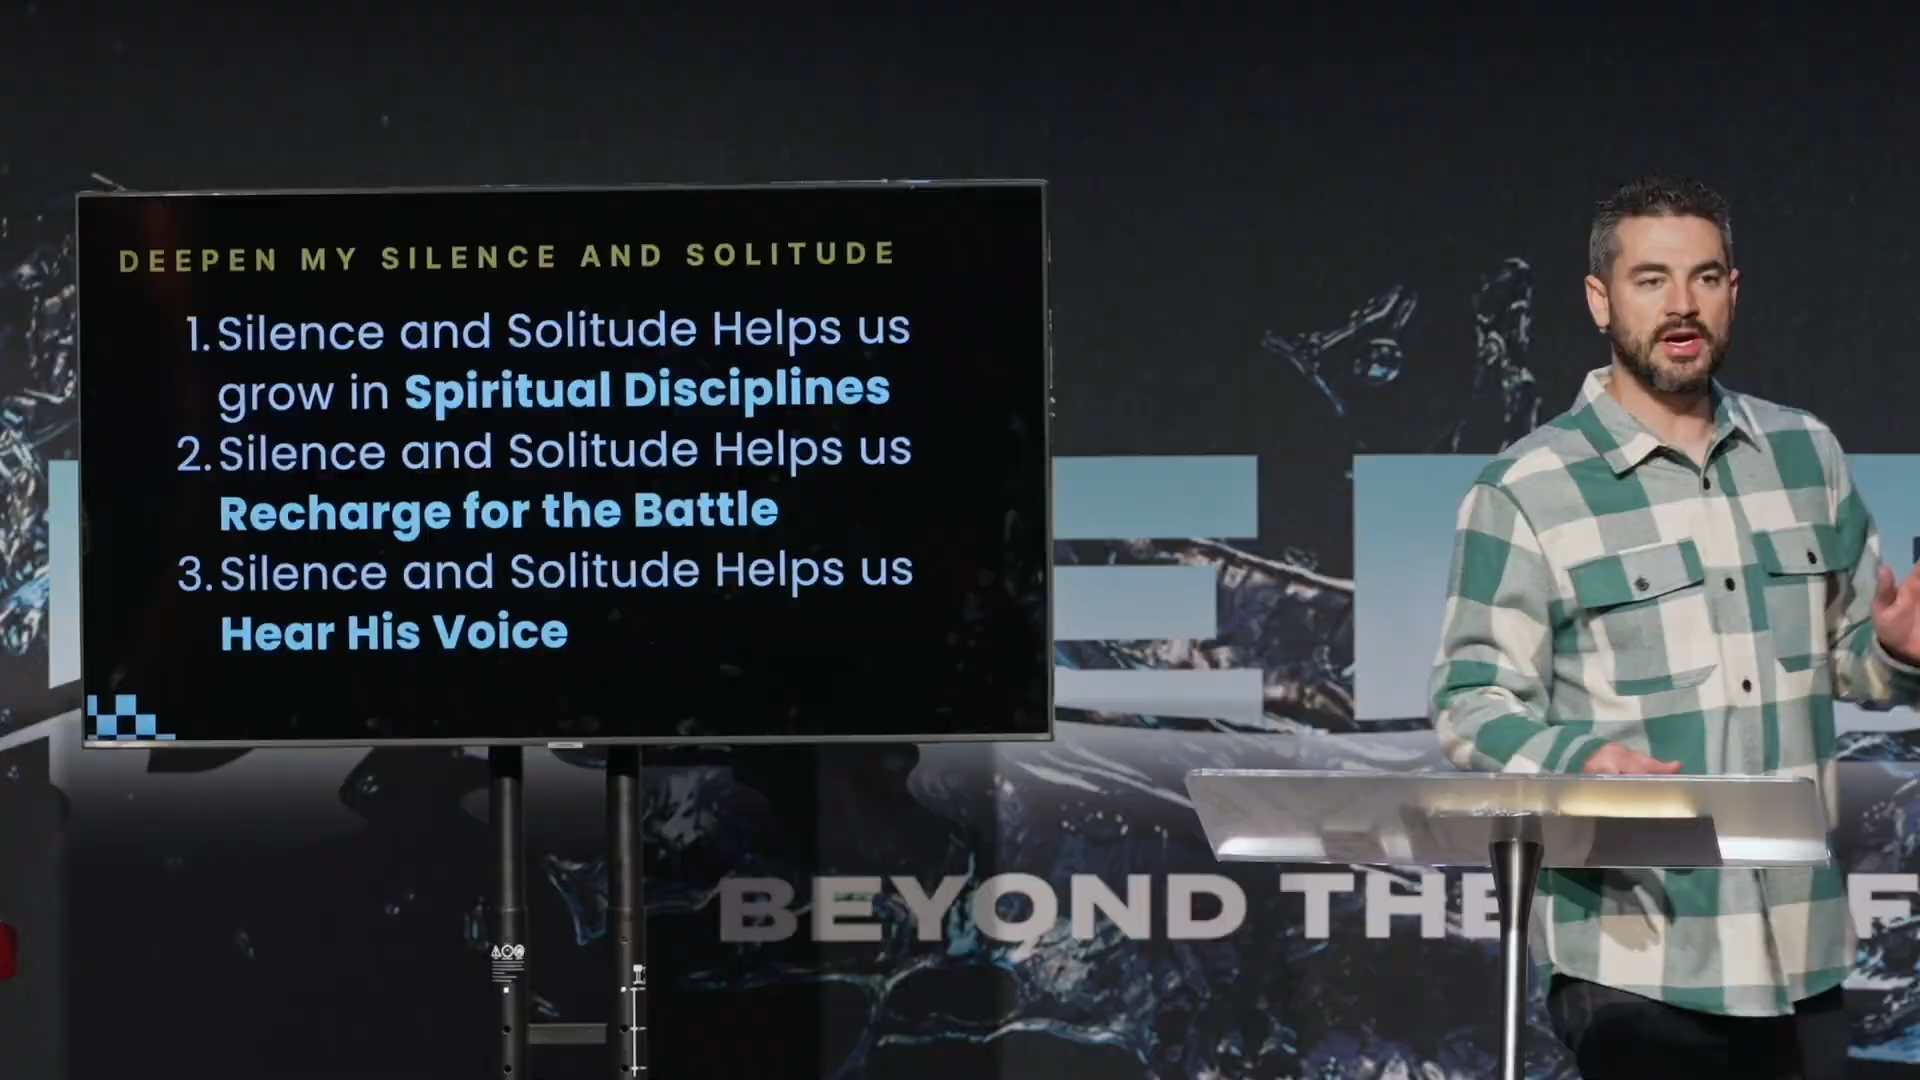 DEEPEN MY SILENCE AND SOLITUDE
1. Silence and Solitude Helps us
grow in Spiritual Disciplines
2. Silence and Solitude Helps us
Recharge for the Battle
3. Silence and Solitude Helps us
Hear His Voice
BEYOND THE